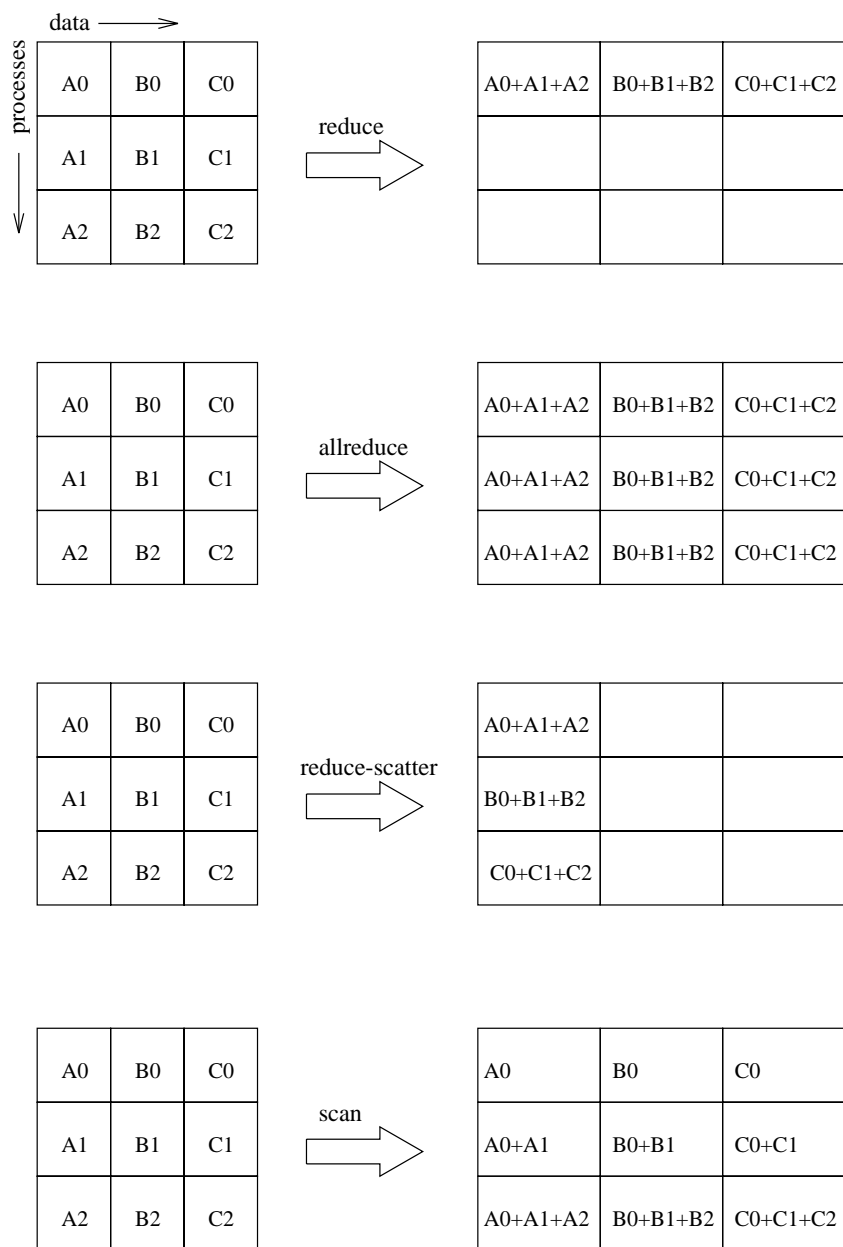 data
processes
A0 B0 C0
A1 B1 C1
A2 B2 C2
reduce
A0+A1+A2 B0+B1+B2 C0+C1+C2
A0 B0 C0
A1 B1 C1
A2 B2 C2
allreduce
A0+A1+A2 B0+B1+B2 C0+C1+C2
A0+A1+A2 B0+B1+B2 C0+C1+C2
A0+A1+A2 B0+B1+B2 C0+C1+C2
A0 B0 C0
A1 B1 C1
A2 B2 C2
reduce-scatter
A0+A1+A2
B0+B1+B2
C0+C1+C2
A0 B0 C0
A1 B1 C1
A2 B2 C2
scan
A0 B0 C0
A0+A1 B0+B1 C0+C1
A0+A1+A2 B0+B1+B2 C0+C1+C2